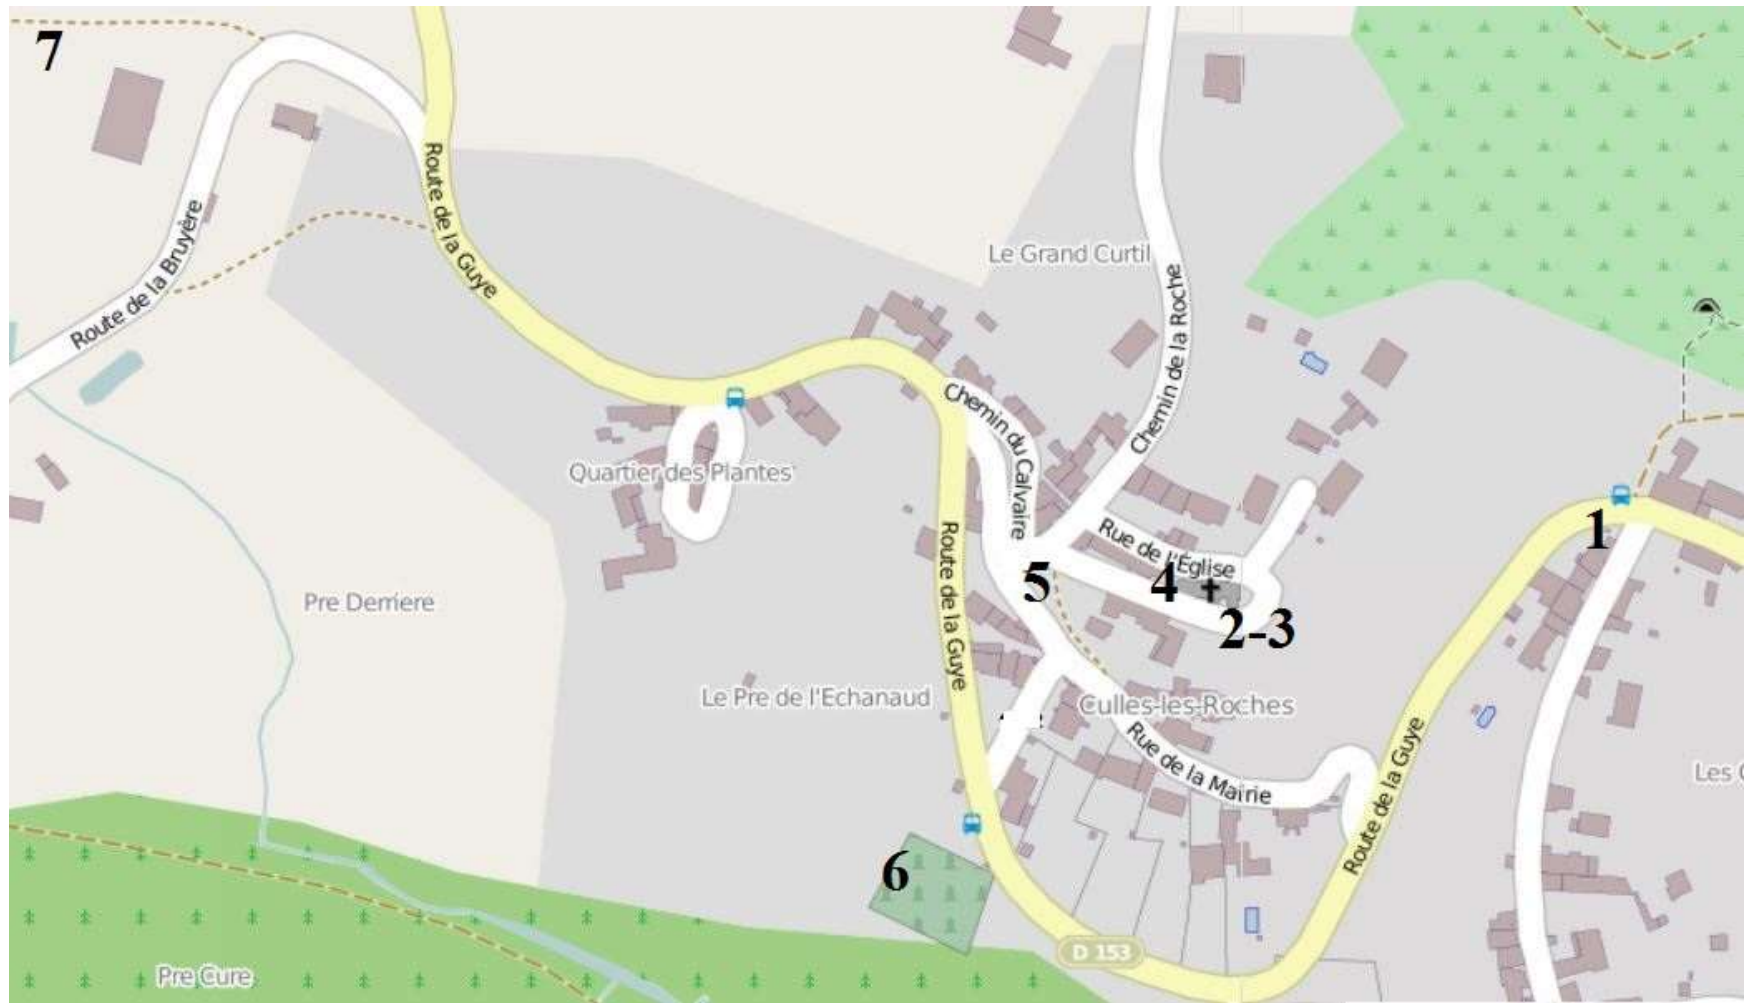 7
Route de la Guye
Route de la Bruyère
Le Grand Curtil
Chemin de la Roche
Chemin du Calvaire
Quartier des Plantes
Rue de l'Église
1
Route de la Guye
5
4
2-3
Pre Derriere
Le Pre de l'Echanaud
Culles-les-Roches
Rue de la Mairie
Route de la Guye
Les
6
D 153
Pre Cure